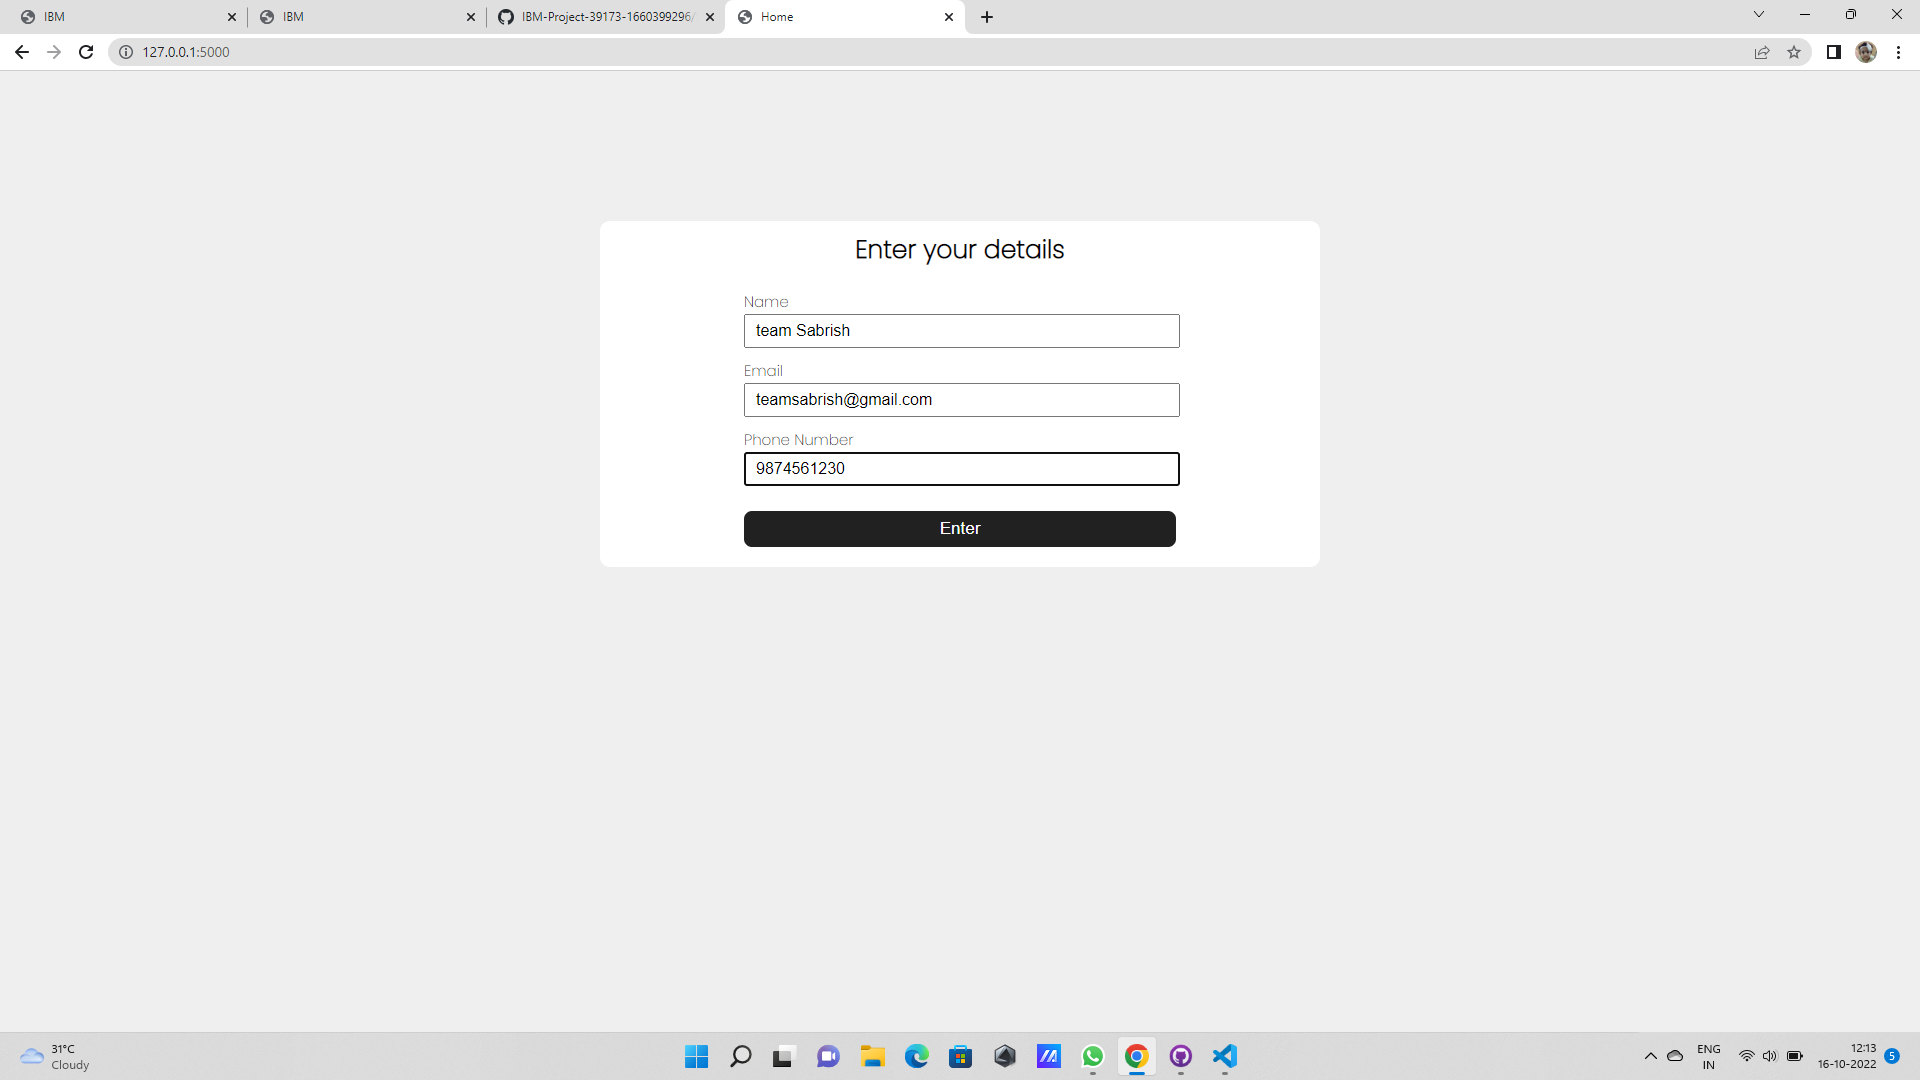 IBM
IBM
IBM-Project-39173-1660399296/
Home
127.0.0.1:5000
Enter your details
Name
team Sabrish
Email
teamsabrish@gmail.com
Phone Number
9874561230
Enter
31°C
Cloudy
ENG
IN
12:13
16-10-2022
5